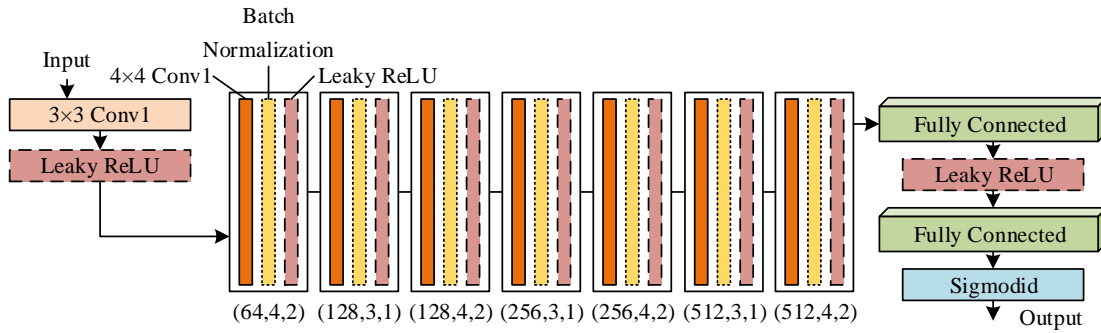 Input
3×3 Conv1
Leaky ReLU
Batch
Normalization
4×4 Conv1
Leaky ReLU
(64,4,2)
(128,3,1)
(128,4,2)
(256,3,1)
(256,4,2)
(512,3,1)
(512,4,2)
Fully Connected
Leaky ReLU
Fully Connected
Sigmodid
Output